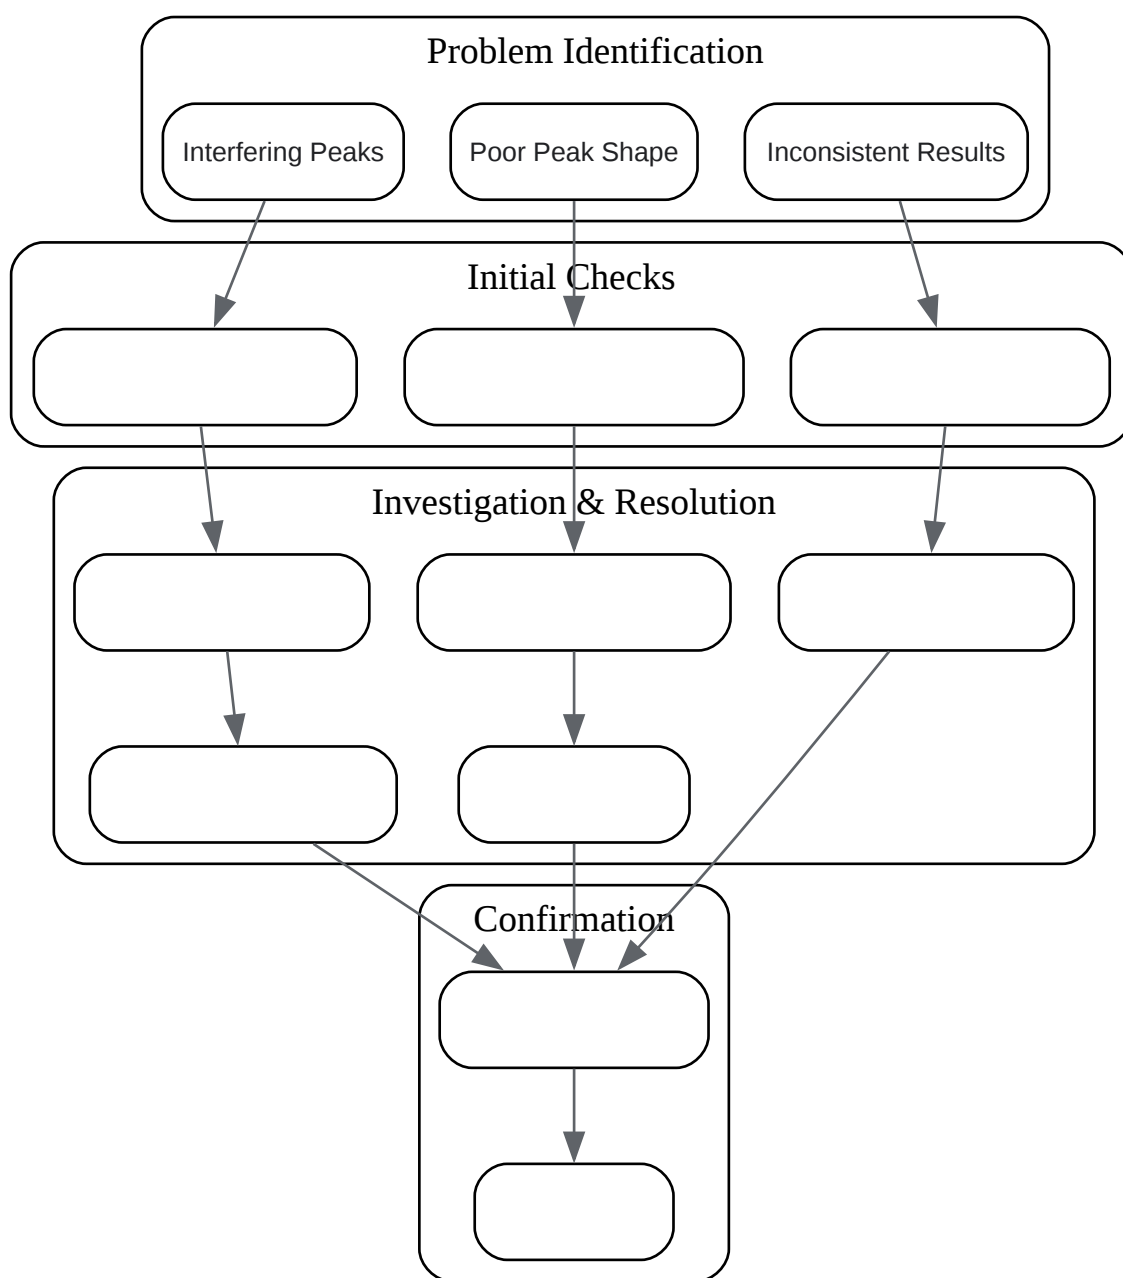 Problem Identification
Interfering Peaks
Poor Peak Shape
Inconsistent Results
Initial Checks
Investigation & Resolution
Confirmation